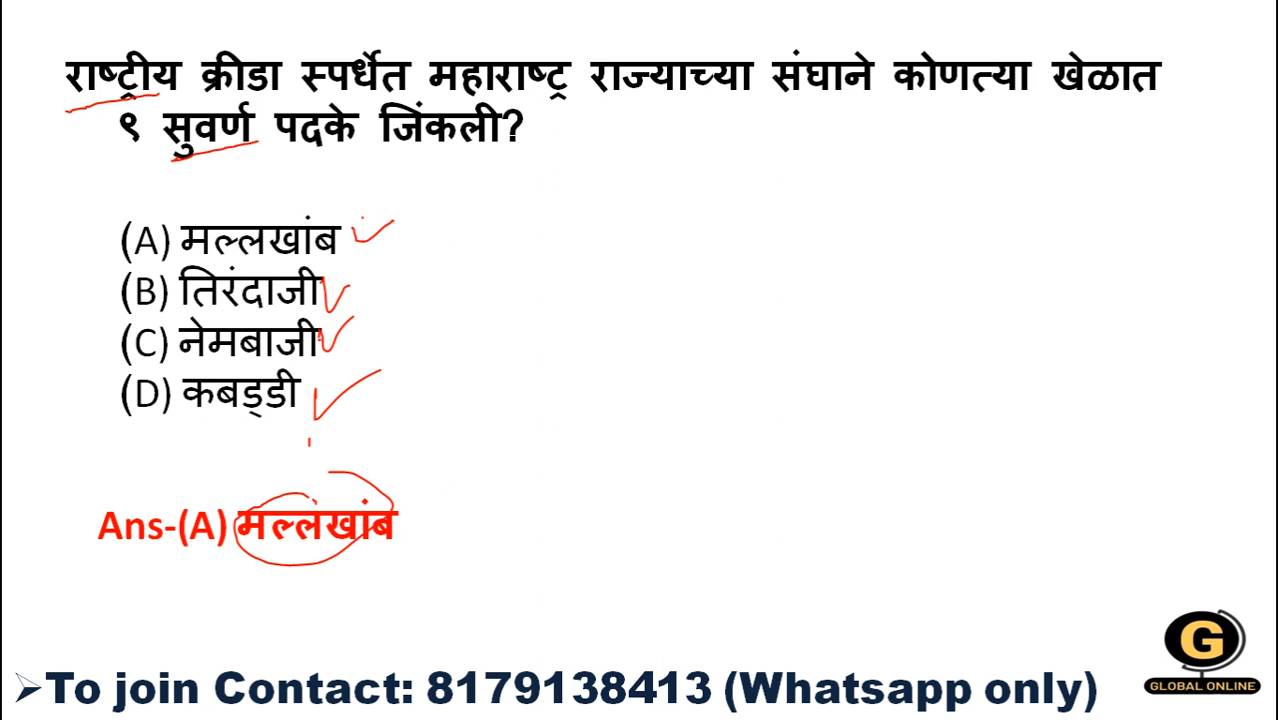 राष्ट्रीय क्रीडा स्पर्धेत महाराष्ट्र राज्याच्या संघाने कोणत्या खेळात
९ सुवर्ण पदके जिंकली?
(A) मल्लखांब
(B) तिरंदाजी
(C) नेमबाजी
(D) कबड्डी
Ans-(A) मल्लखांब
➢To join Contact: 8179138413 (Whatsapp only)
G
GLOBAL ONLINE